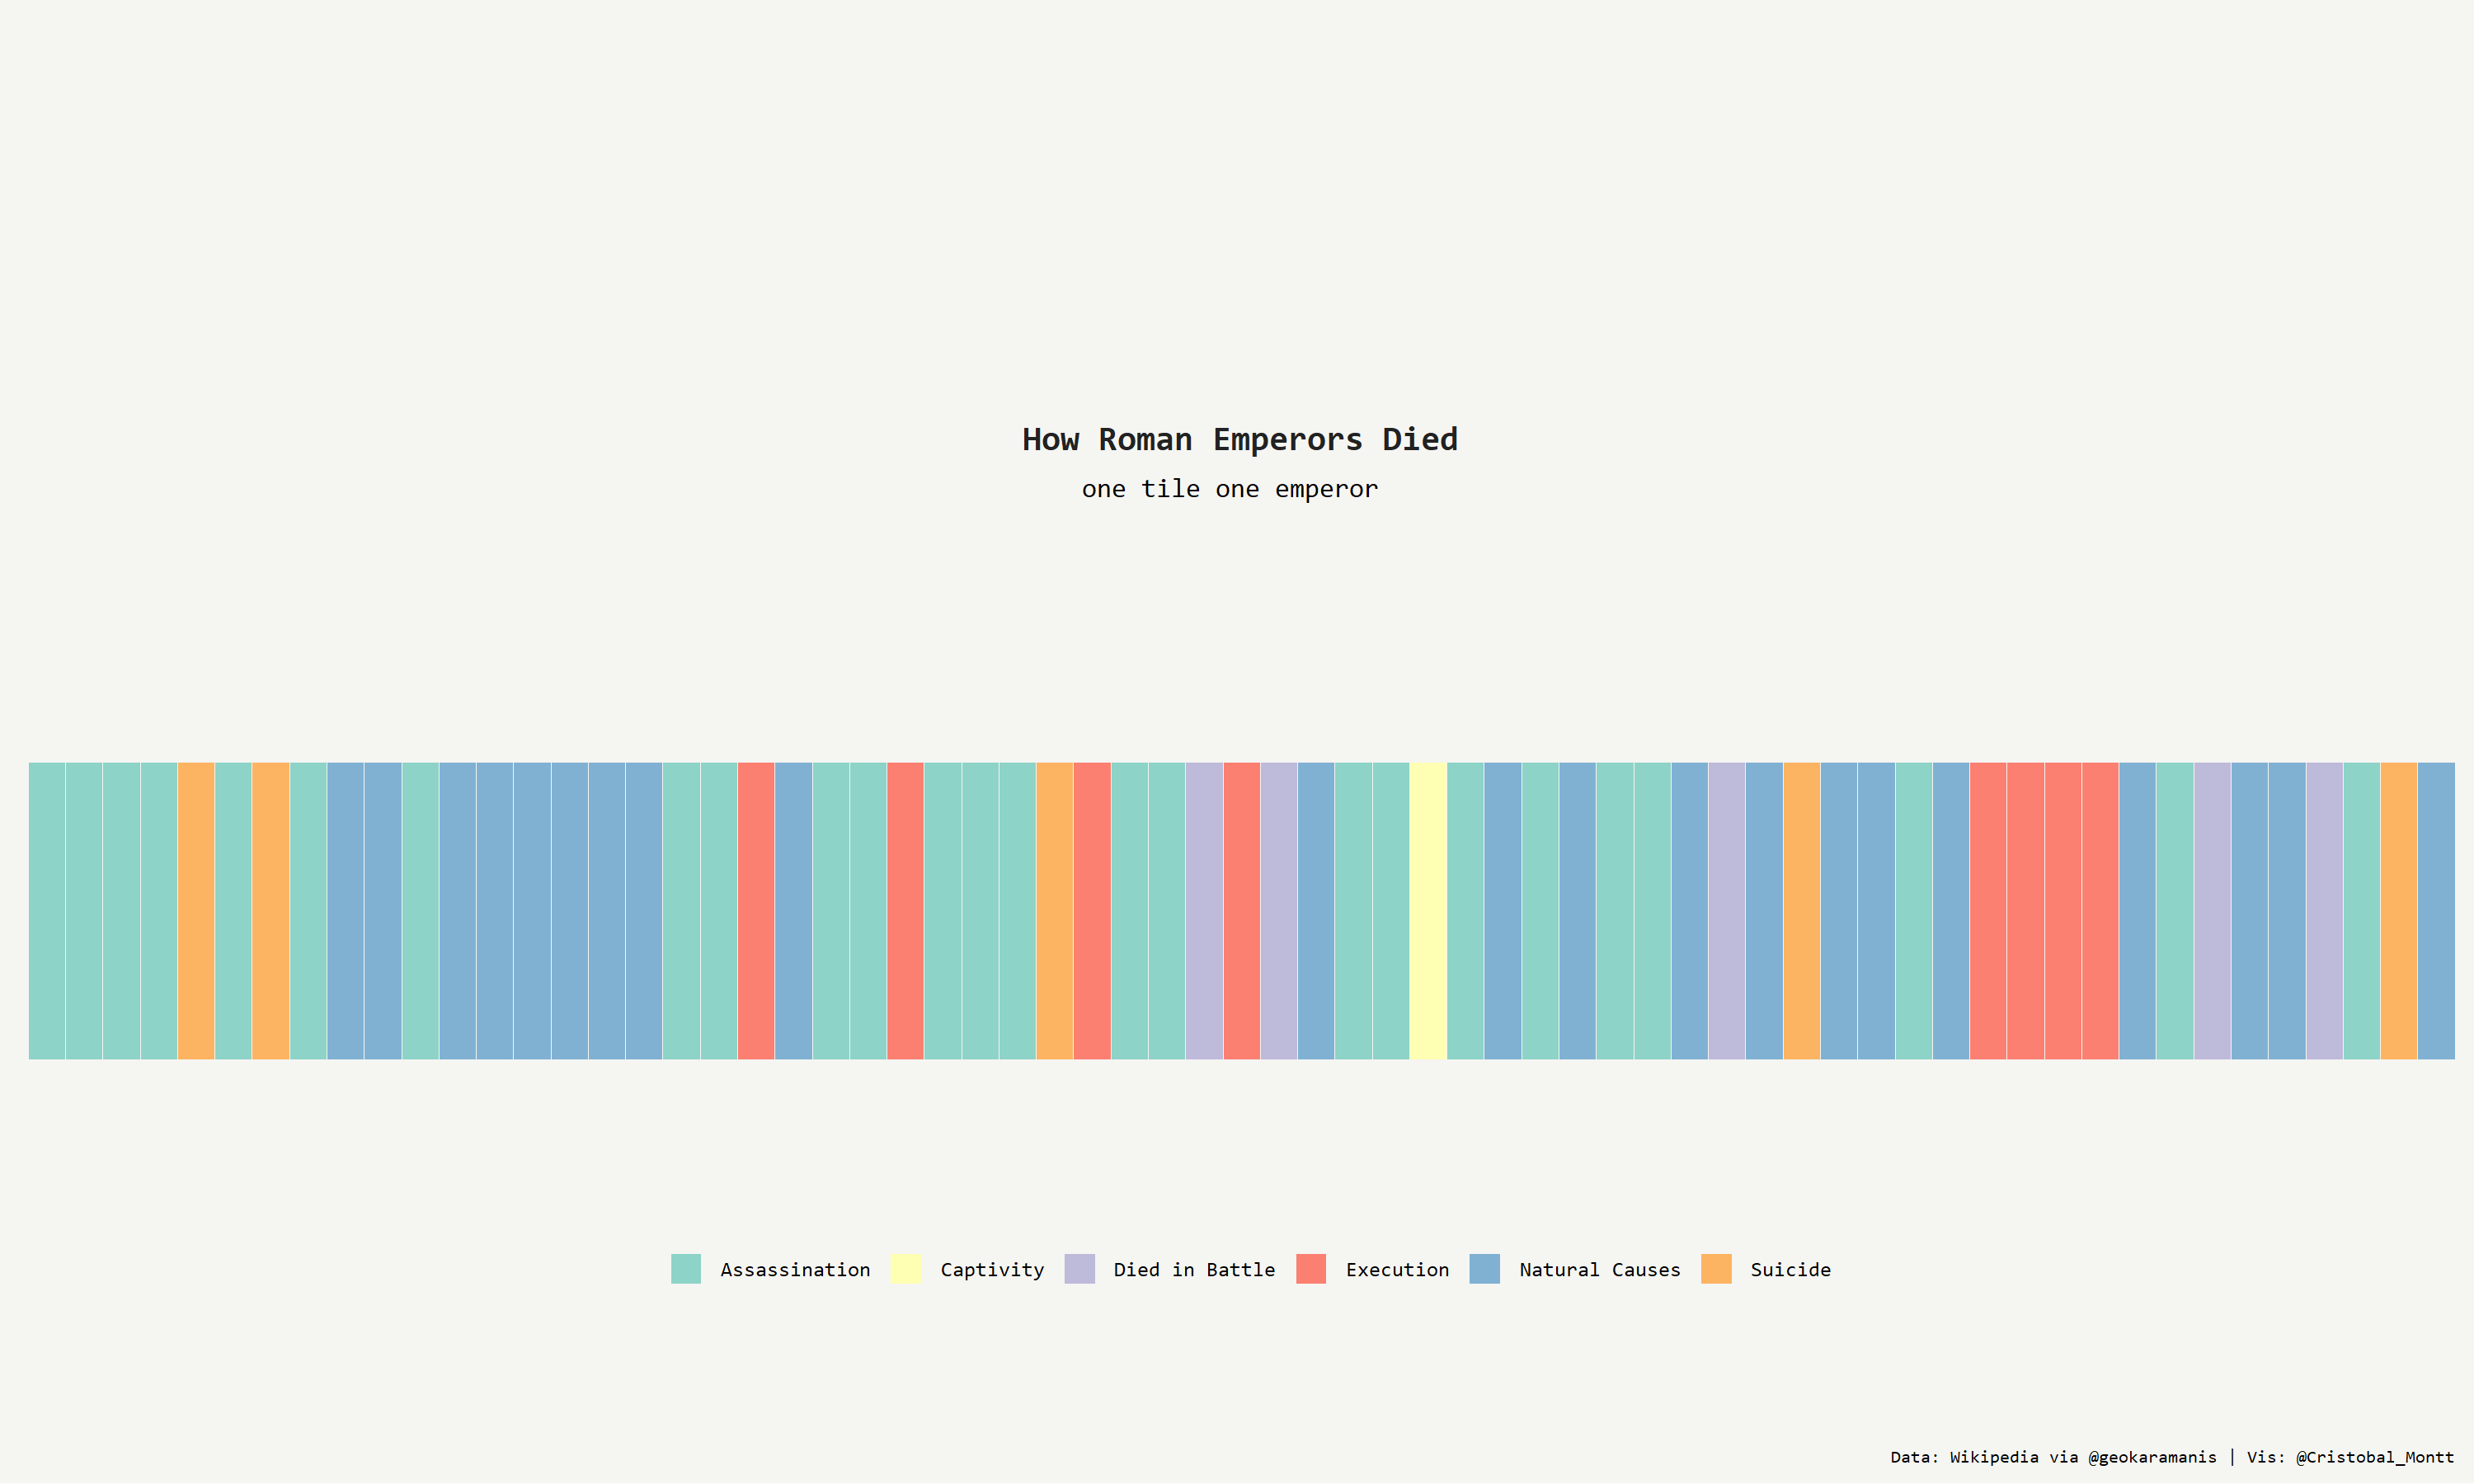 How Roman Emperors Died
one tile one emperor
Assassination Captivity Died in Battle Execution Natural Causes Suicide
Data: Wikipedia via @geokaramanis | Vis: @Cristobal_Montt